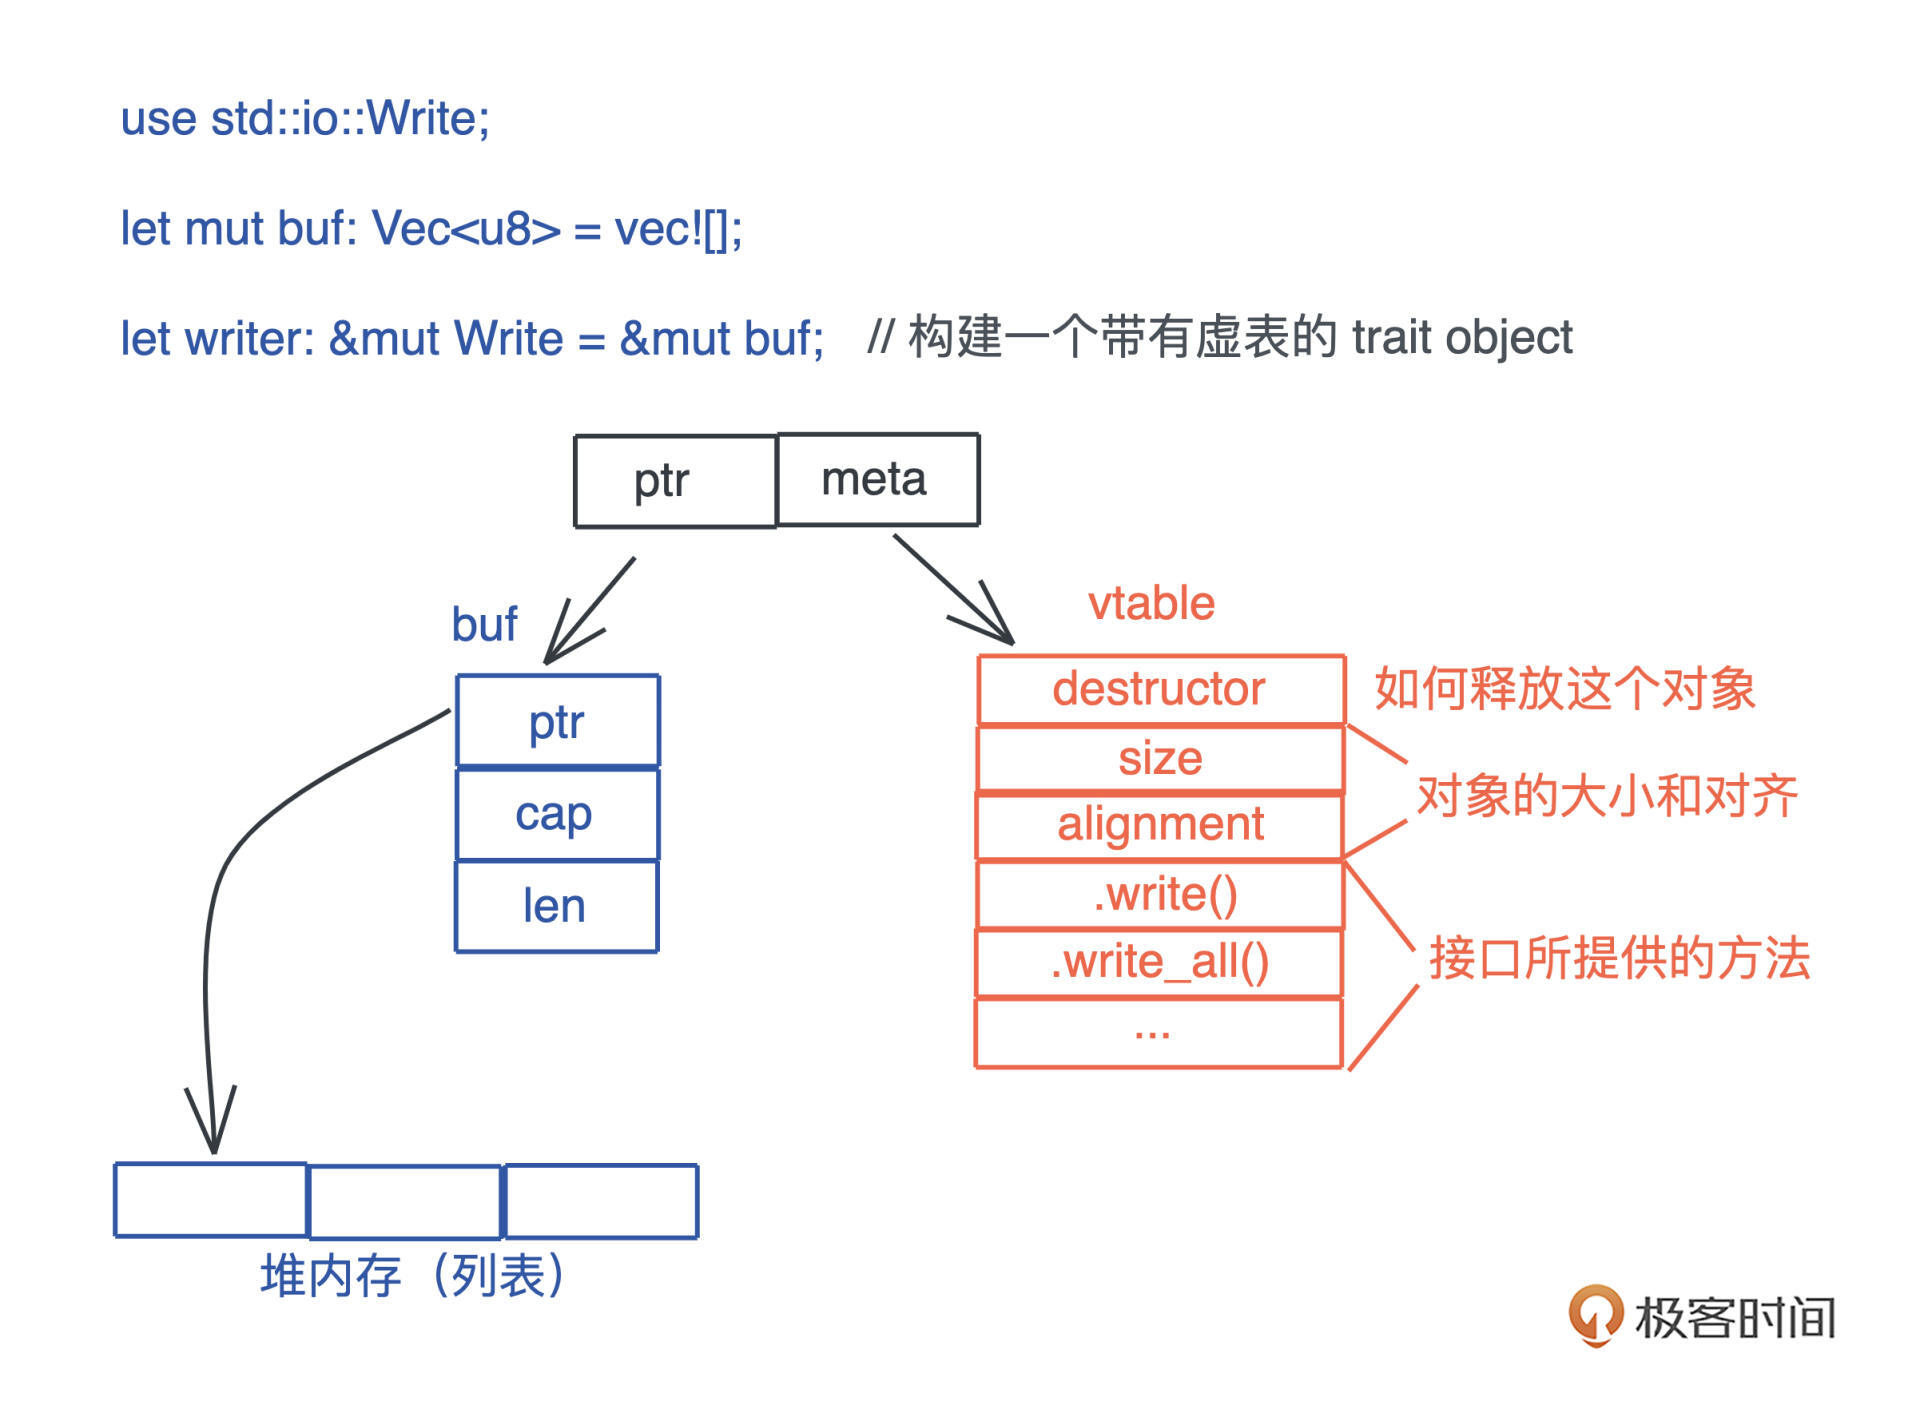 use std::io::Write;
let mut buf: Vec<u8> = vec![];
let writer: &mut Write = &mut buf; // 构建一个带有虚表的 trait object
ptr
meta
buf
ptr
cap
len
堆内存（列表）
vtable
destructor
size
alignment
.write()
.write_all()
...
如何释放这个对象
对象的大小和对齐
接口所提供的方法
极客时间